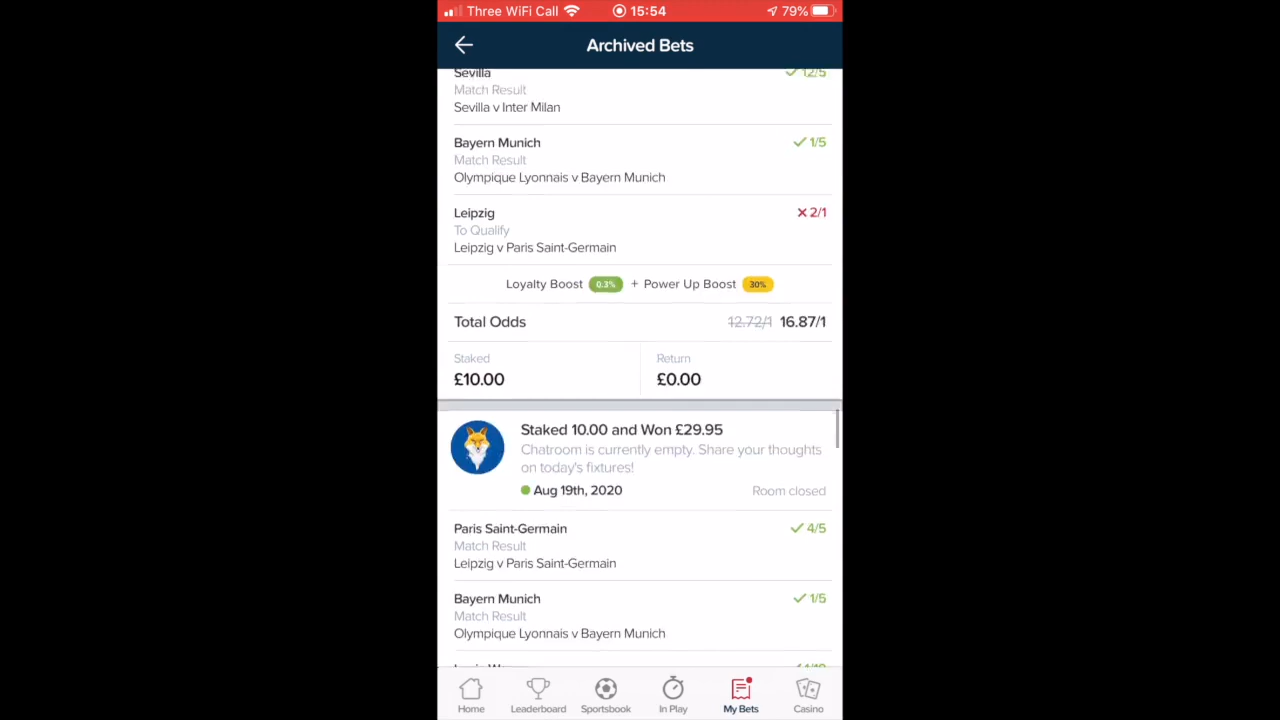 Three WiFi Call 15:54 79%
Archived Bets
Sevilla 12/5
Match Result
Sevilla v Inter Milan
Bayern Munich 1/5
Match Result
Olympique Lyonnais v Bayern Munich
Leipzig 2/1
To Qualify
Leipzig v Paris Saint-Germain
Loyalty Boost 0.3% + Power Up Boost 30%
Total Odds 12.72/1 16.87/1
Staked Return
£10.00 £0.00
Staked 10.00 and Won £29.95
Chatroom is currently empty. Share your thoughts
on today's fixtures!
Aug 19th, 2020 Room closed
Paris Saint-Germain 4/5
Match Result
Leipzig v Paris Saint-Germain
Bayern Munich 1/5
Match Result
Olympique Lyonnais v Bayern Munich
Home Leaderboard Sportsbook In Play My Bets Casino